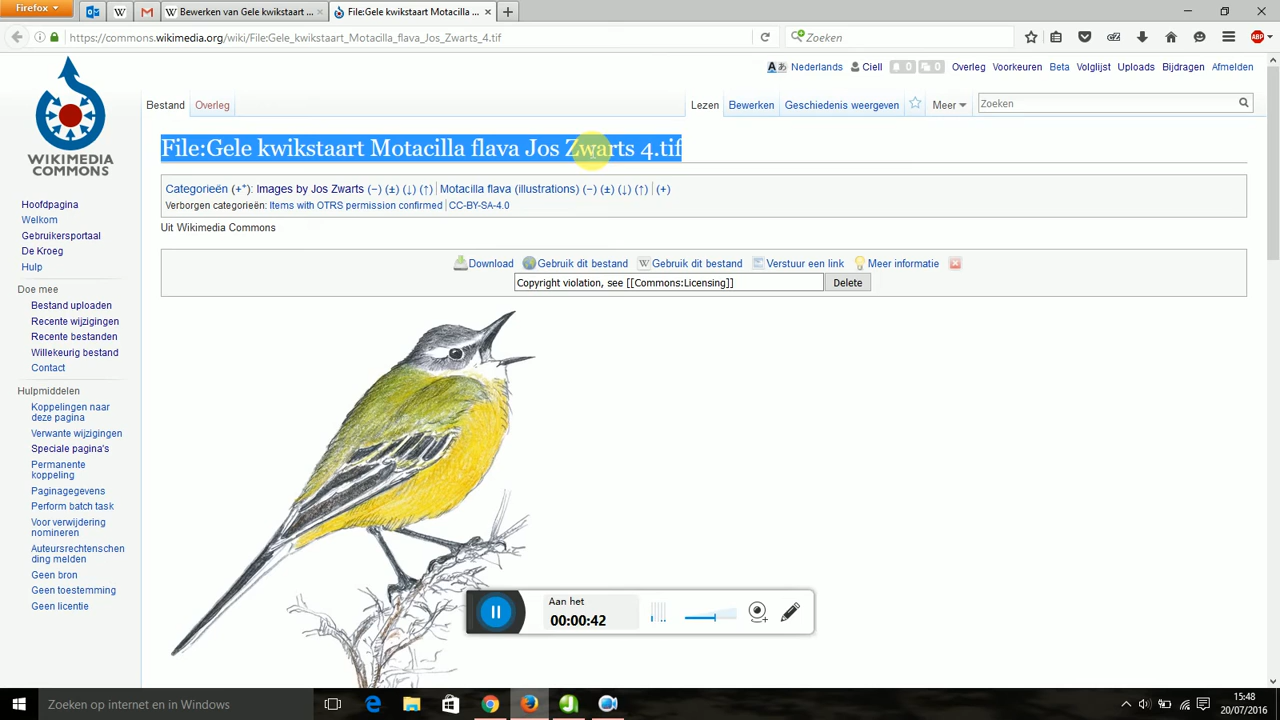 Firefox
Bewerken van Gele kwikstaart ...
File:Gele kwikstaart Motacilla ...
https://commons.wikimedia.org/wiki/File:Gele_kwikstaart_Motacilla_flava_Jos_Zwarts_4.tif
Zoeken
ABP
Nederlands Ciell 0 0 Overleg Voorkeuren Beta Volglijst Uploads Bijdragen Afmelden
Bestand Overleg Lezen Bewerken Geschiedenis weergeven Meer Zoeken
WIKIMEDIA
COMMONS
File:Gele kwikstaart Motacilla flava Jos Zwarts 4.tif
Categorieën (+⁺): Images by Jos Zwarts (−) (±) (↓) (↑) | Motacilla flava (illustrations) (−) (±) (↓) (↑) | (+)
Verborgen categorieën: Items with OTRS permission confirmed | CC-BY-SA-4.0
Uit Wikimedia Commons
Download Gebruik dit bestand W Gebruik dit bestand Verstuur een link Meer informatie
Copyright violation, see [[Commons:Licensing]] Delete
Hoofdpagina
Welkom
Gebruikersportaal
De Kroeg
Hulp
Doe mee
Bestand uploaden
Recente wijzigingen
Recente bestanden
Willekeurig bestand
Contact
Hulpmiddelen
Koppelingen naar
deze pagina
Verwante wijzigingen
Speciale pagina's
Permanente
koppeling
Paginagegevens
Perform batch task
Voor verwijdering
nomineren
Auteursrechtenschen
ding melden
Geen bron
Geen toestemming
Geen licentie
Aan het
00:00:42
Zoeken op internet en in Windows
15:48
20/07/2016